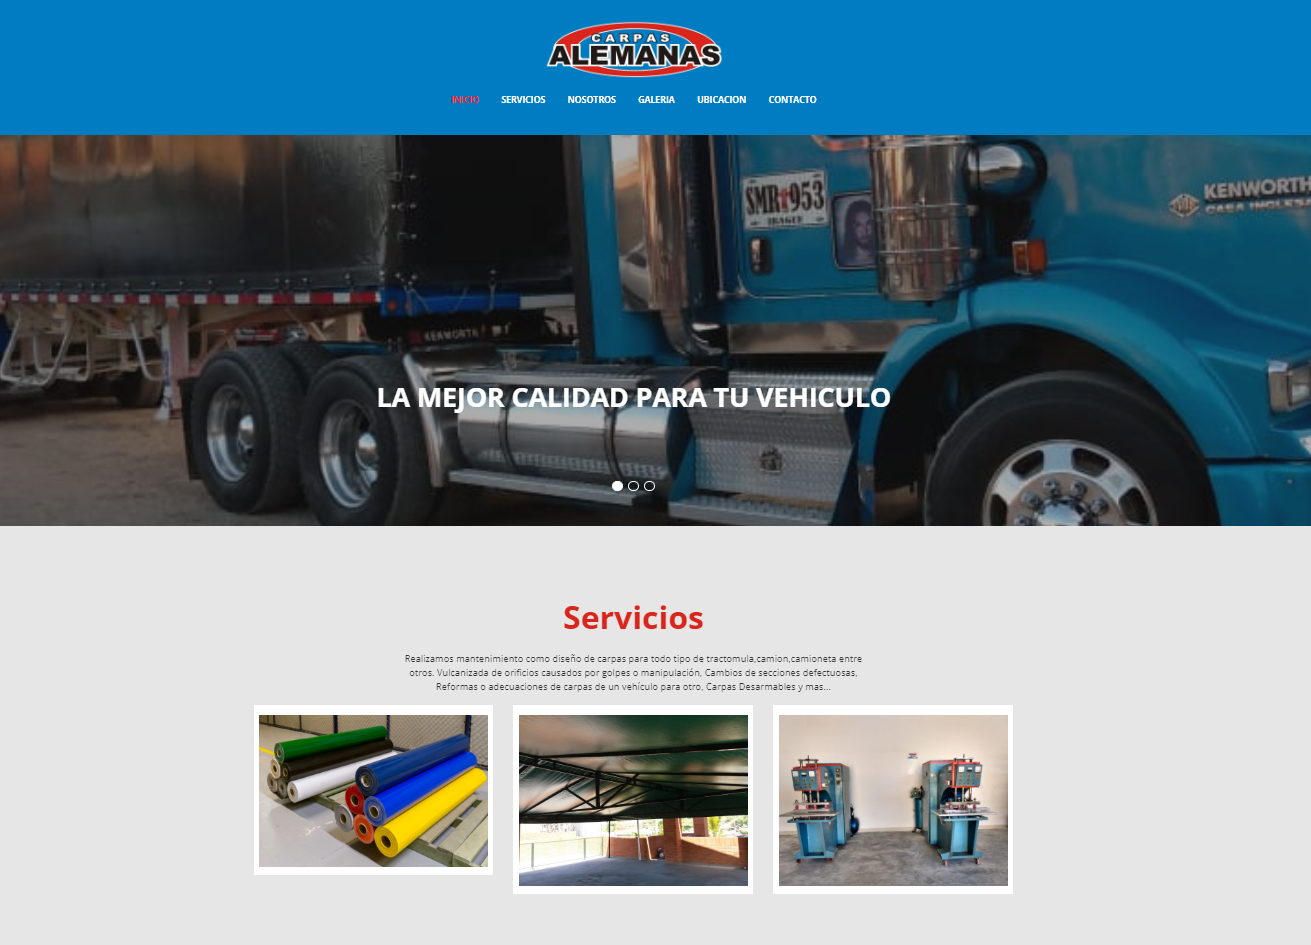 CARPAS
ALEMANAS
INICIO SERVICIOS NOSOTROS GALERIA UBICACION CONTACTO
SMR 953
IBAGUE
KENWORTH
CASA INGLESA
KENWORTH
LA MEJOR CALIDAD PARA TU VEHICULO
Servicios
Realizamos mantenimiento como diseño de carpas para todo tipo de tractomula,camion,camioneta entre
otros. Vulcanizada de orificios causados por golpes o manipulación, Cambios de secciones defectuosas,
Reformas o adecuaciones de carpas de un vehículo para otro, Carpas Desarmables y mas...